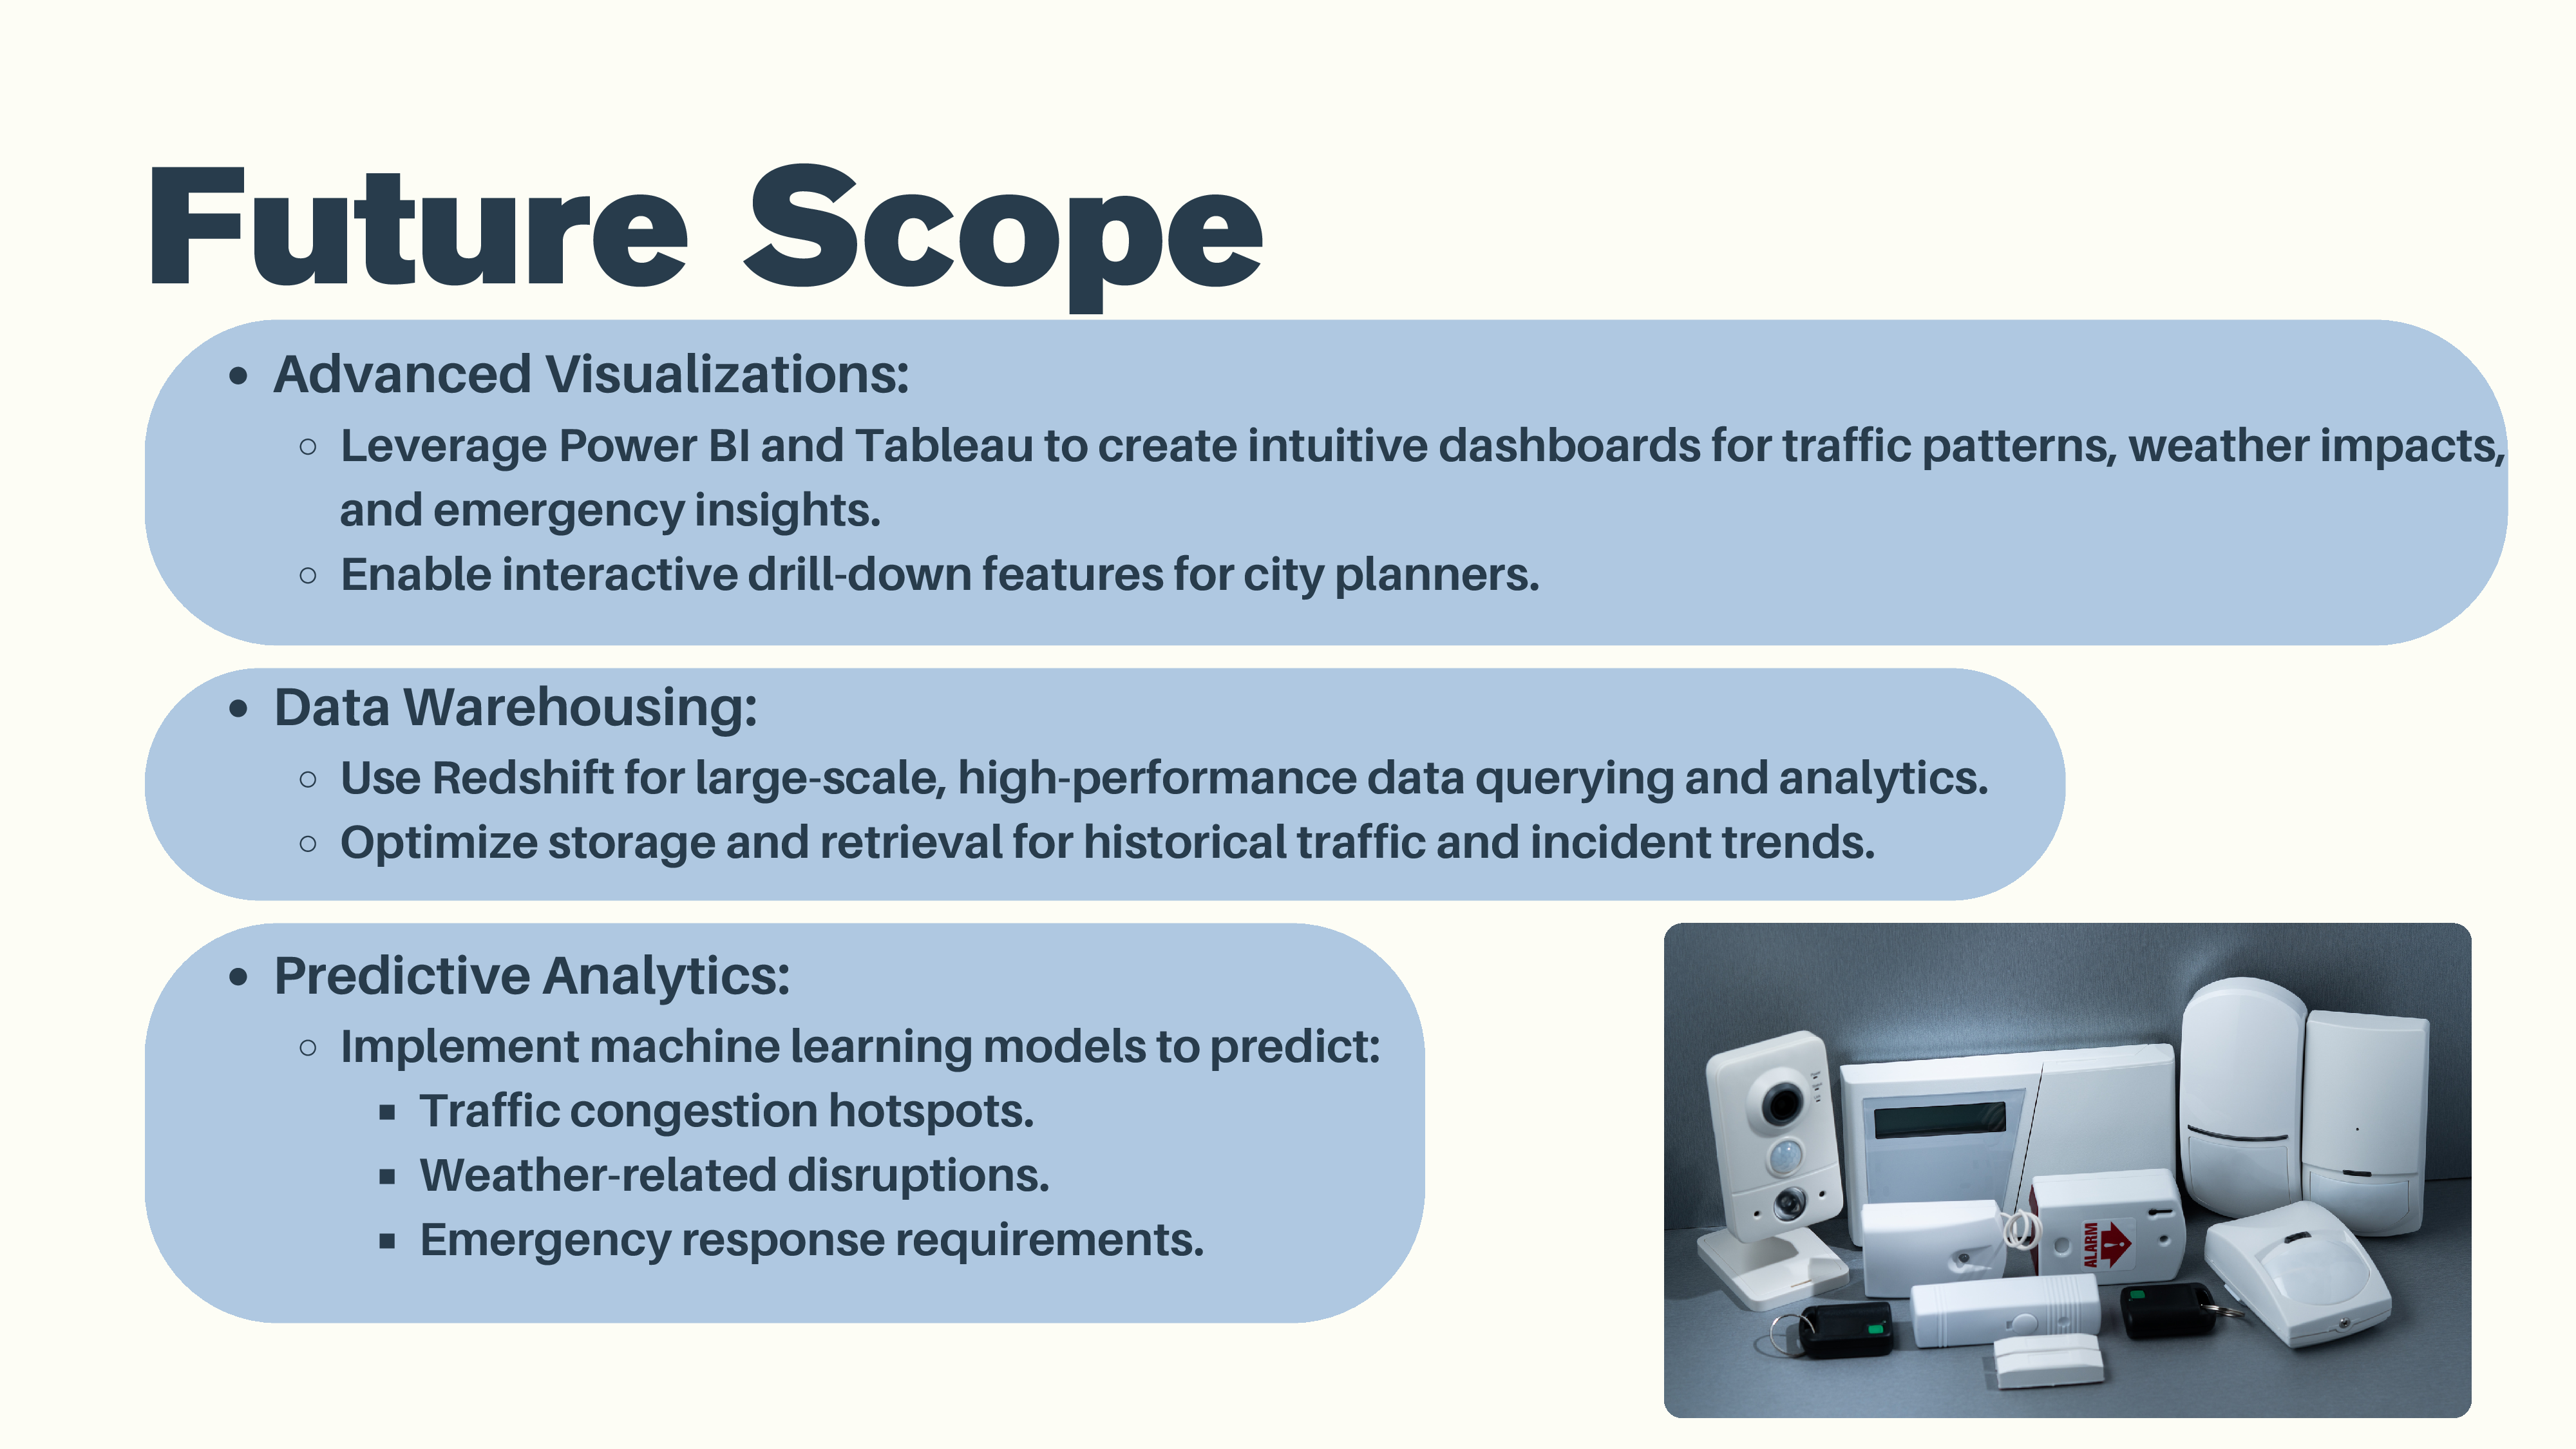 Future Scope
• Advanced Visualizations:
○ Leverage Power BI and Tableau to create intuitive dashboards for traffic patterns, weather impacts,
and emergency insights.
○ Enable interactive drill-down features for city planners.
• Data Warehousing:
○ Use Redshift for large-scale, high-performance data querying and analytics.
○ Optimize storage and retrieval for historical traffic and incident trends.
• Predictive Analytics:
○ Implement machine learning models to predict:
▪ Traffic congestion hotspots.
▪ Weather-related disruptions.
▪ Emergency response requirements.
ALARM